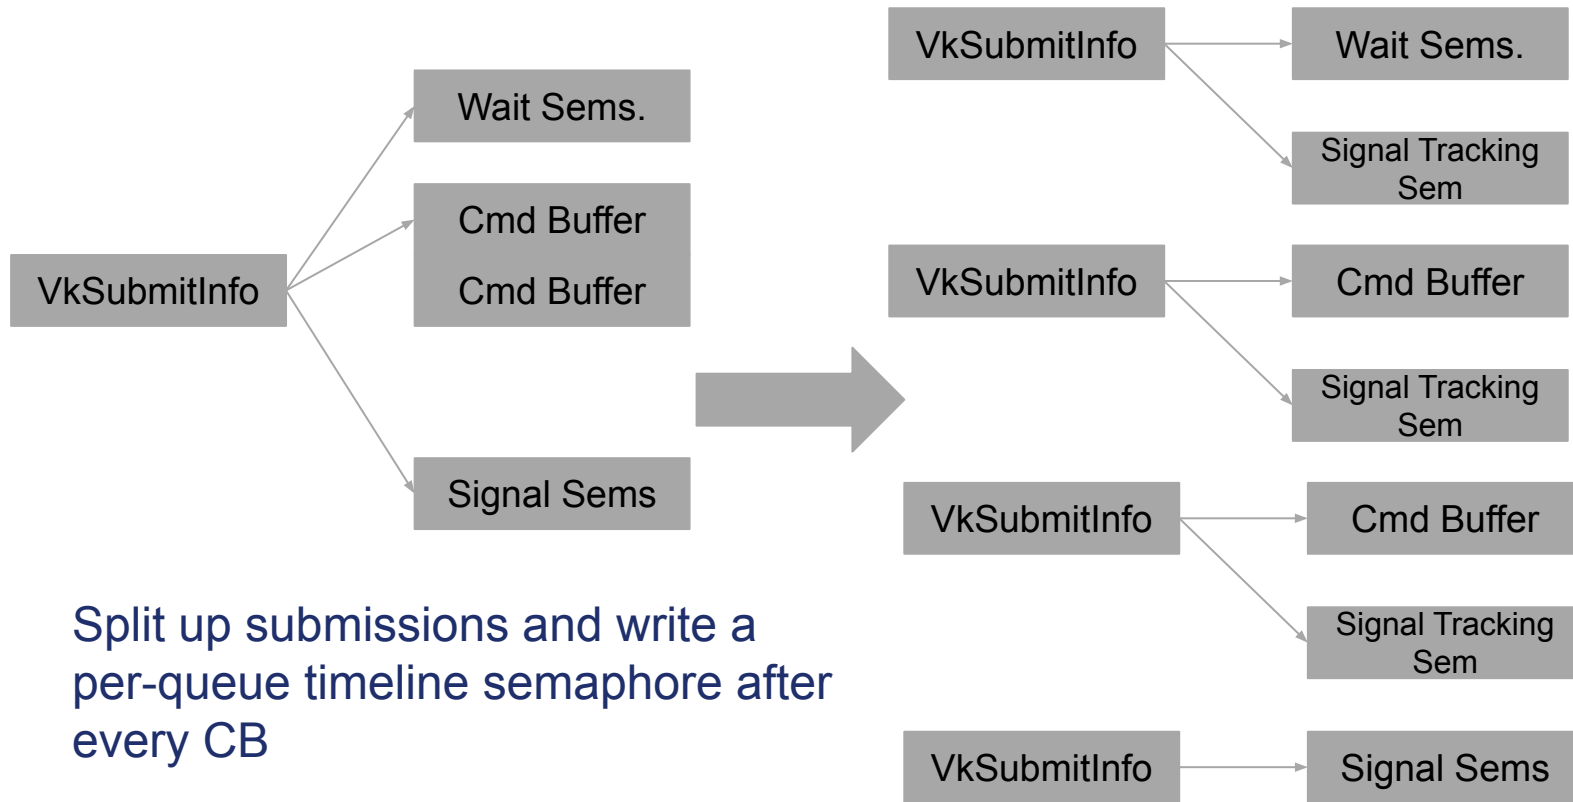 VkSubmitInfo
Wait Sems.
Cmd Buffer
Cmd Buffer
Signal Sems
Split up submissions and write a
per-queue timeline semaphore after
every CB
VkSubmitInfo
Wait Sems.
Signal Tracking
Sem
VkSubmitInfo
Cmd Buffer
Signal Tracking
Sem
VkSubmitInfo
Cmd Buffer
Signal Tracking
Sem
VkSubmitInfo
Signal Sems